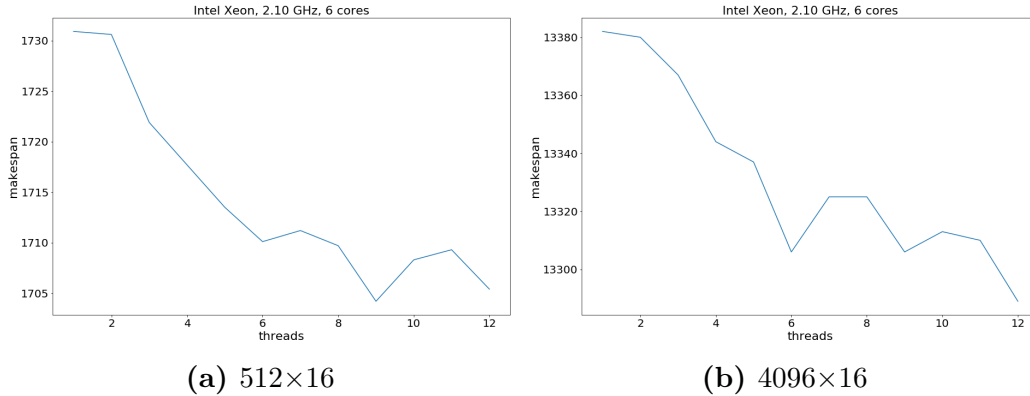 Intel Xeon, 2.10 GHz, 6 cores
1730
1725
1720
1715
1710
1705
makespan
2 4 6 8 10 12
threads
(a) 512×16
Intel Xeon, 2.10 GHz, 6 cores
13380
13360
13340
13320
13300
makespan
2 4 6 8 10 12
threads
(b) 4096×16